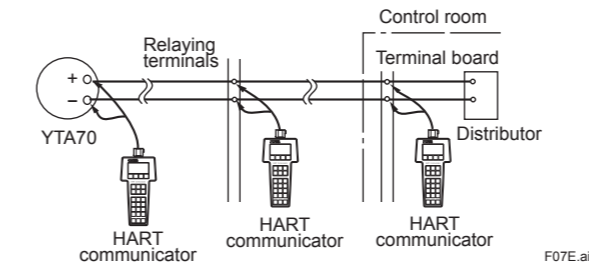 Control room
Relaying
terminals
Terminal board
+
−
YTA70
Distributor
HART
communicator
HART
communicator
HART
communicator
F07E.ai